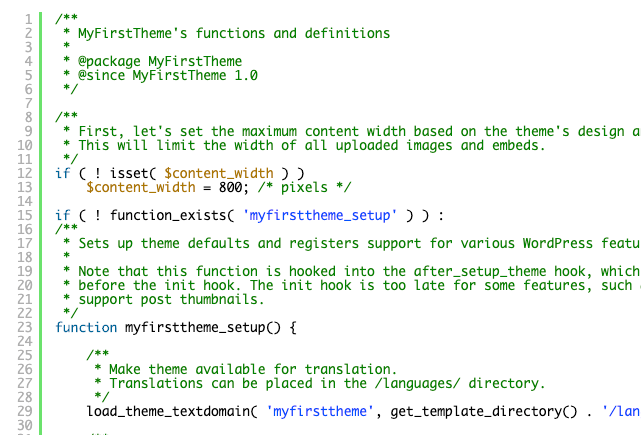 1 /**
2  * MyFirstTheme's functions and definitions
3  *
4  * @package MyFirstTheme
5  * @since MyFirstTheme 1.0
6  */
7
8 /**
9  * First, let's set the maximum content width based on the theme's design a
10  * This will limit the width of all uploaded images and embeds.
11  */
12 if ( ! isset( $content_width ) )
13     $content_width = 800; /* pixels */
14
15 if ( ! function_exists( 'myfirsttheme_setup' ) ) :
16 /**
17  * Sets up theme defaults and registers support for various WordPress featu
18  *
19  * Note that this function is hooked into the after_setup_theme hook, which
20  * before the init hook. The init hook is too late for some features, such
21  * support post thumbnails.
22  */
23 function myfirsttheme_setup() {
24
25     /**
26      * Make theme available for translation.
27      * Translations can be placed in the /languages/ directory.
28      */
29     load_theme_textdomain( 'myfirsttheme', get_template_directory() . '/lan
30